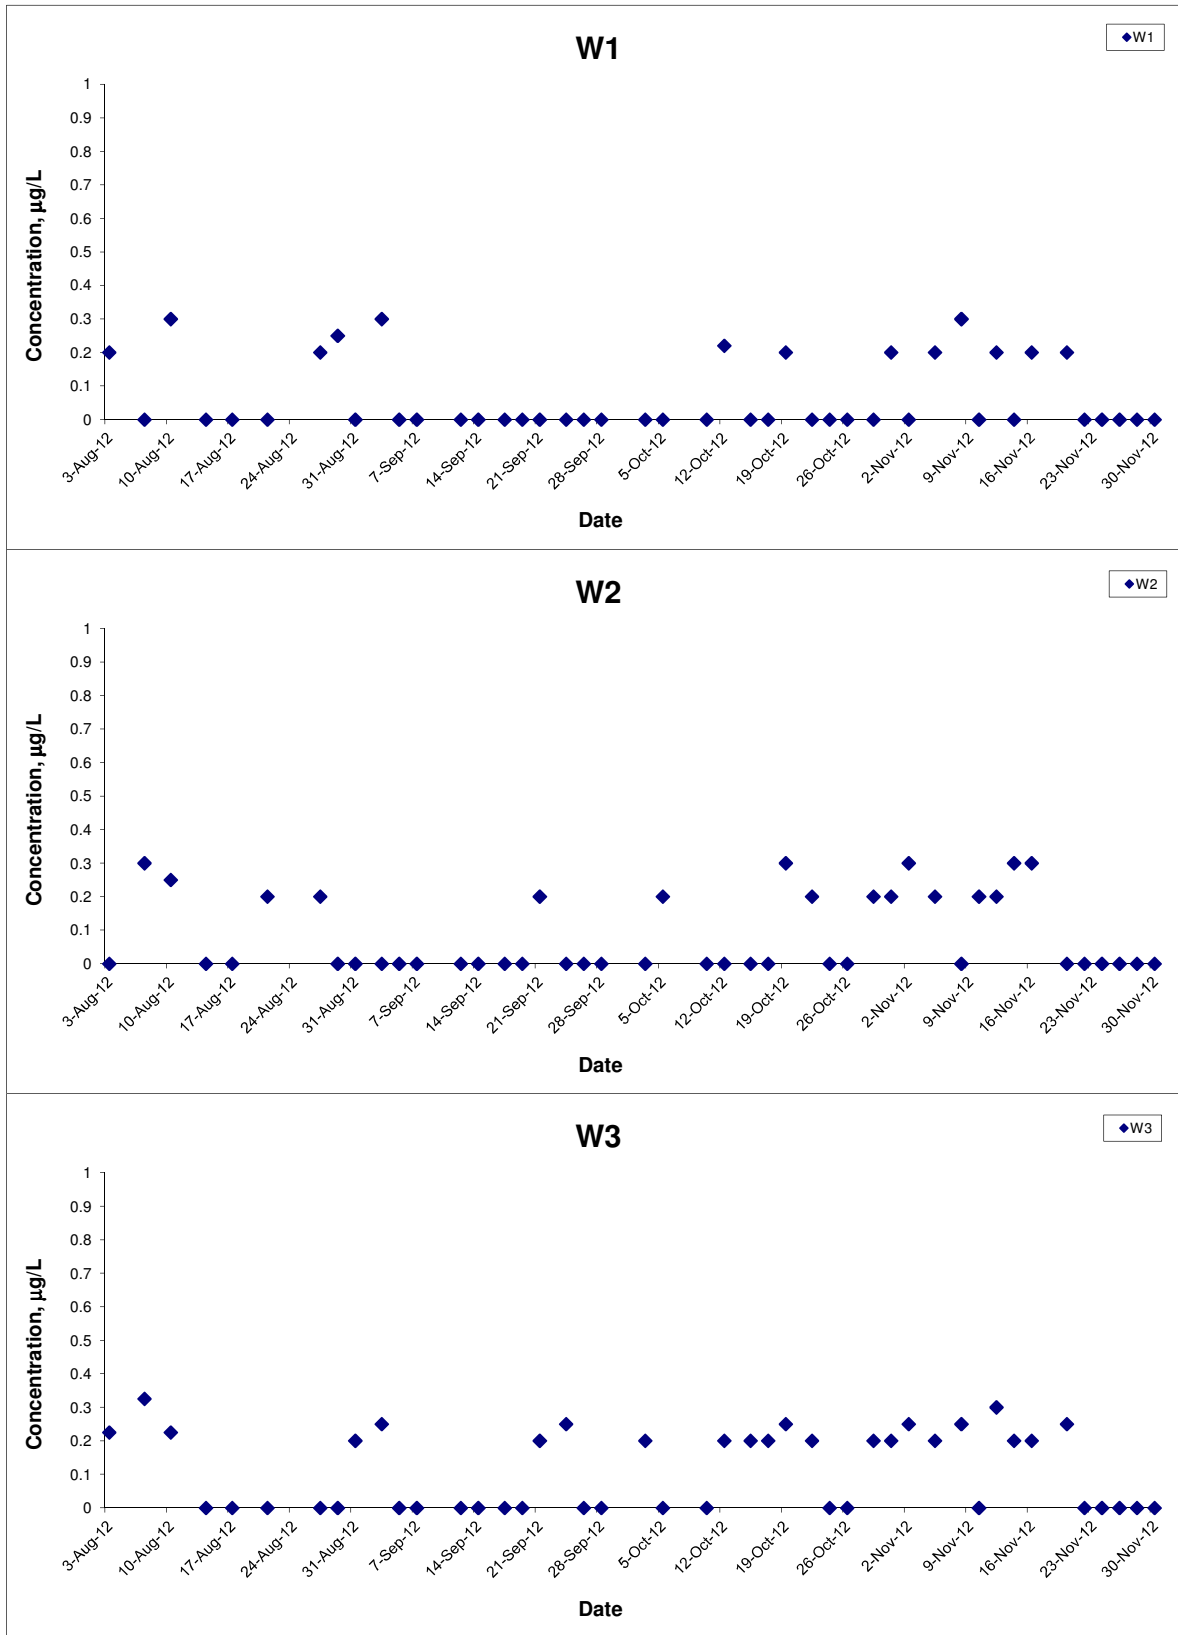 W1
W1
1
0.9
0.8
0.7
0.6
0.5
0.4
0.3
0.2
0.1
0
Concentration, µg/L
3-Aug-12
10-Aug-12
17-Aug-12
24-Aug-12
31-Aug-12
7-Sep-12
14-Sep-12
21-Sep-12
28-Sep-12
5-Oct-12
12-Oct-12
19-Oct-12
26-Oct-12
2-Nov-12
9-Nov-12
16-Nov-12
23-Nov-12
30-Nov-12
Date
W2
W2
1
0.9
0.8
0.7
0.6
0.5
0.4
0.3
0.2
0.1
0
Concentration, µg/L
3-Aug-12
10-Aug-12
17-Aug-12
24-Aug-12
31-Aug-12
7-Sep-12
14-Sep-12
21-Sep-12
28-Sep-12
5-Oct-12
12-Oct-12
19-Oct-12
26-Oct-12
2-Nov-12
9-Nov-12
16-Nov-12
23-Nov-12
30-Nov-12
Date
W3
W3
1
0.9
0.8
0.7
0.6
0.5
0.4
0.3
0.2
0.1
0
Concentration, µg/L
3-Aug-12
10-Aug-12
17-Aug-12
24-Aug-12
31-Aug-12
7-Sep-12
14-Sep-12
21-Sep-12
28-Sep-12
5-Oct-12
12-Oct-12
19-Oct-12
26-Oct-12
2-Nov-12
9-Nov-12
16-Nov-12
23-Nov-12
30-Nov-12
Date